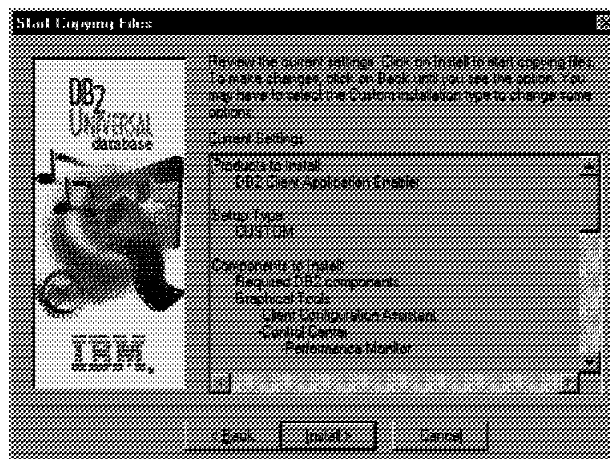 Start Copying Files
DB2
UNIVERSAL
database
IBM.
Review the current settings. Click on Install to start copying files.
To make changes, click on Back until you see the option. You
may have to select the Custom installation type to change some
options.
Current Settings:
Products to Install:
DB2 Client Application Enabler
Setup Type:
CUSTOM
Components to Install:
Required DB2 components
Graphical Tools
Client Configuration Assistant
Control Center
Performance Monitor
< Back
Install >
Cancel